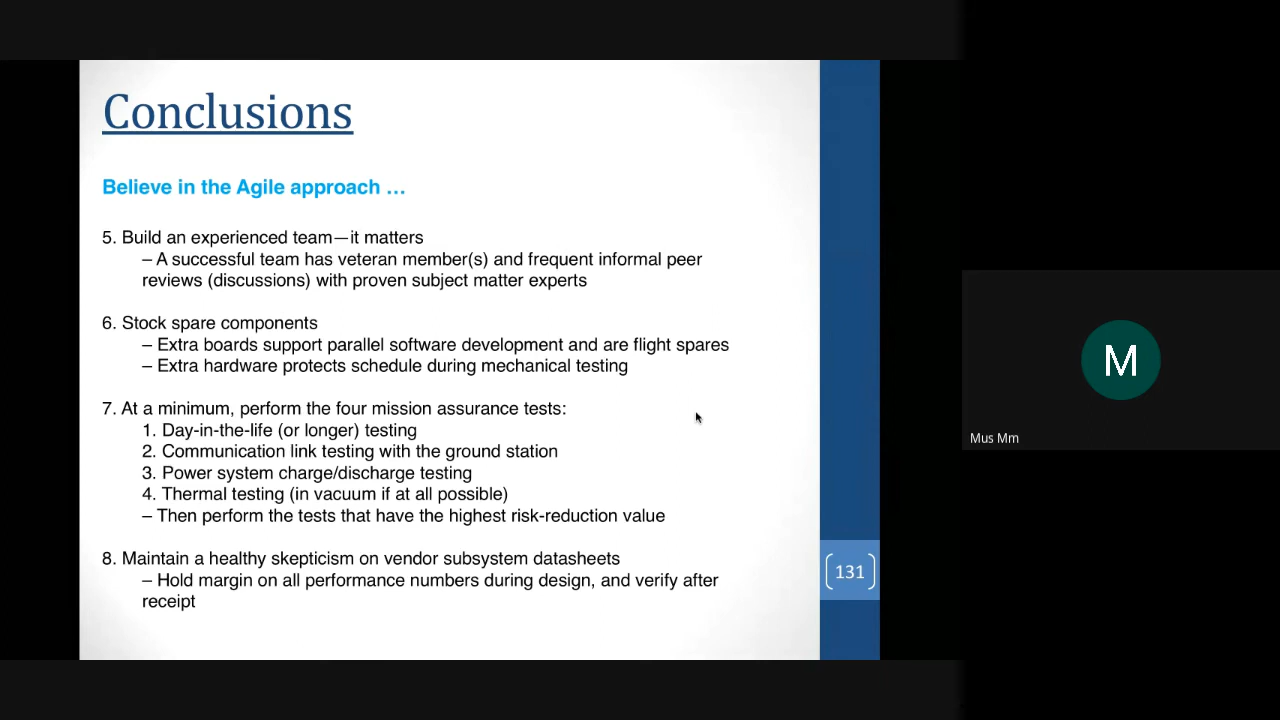 Conclusions
Believe in the Agile approach …
5. Build an experienced team—it matters
– A successful team has veteran member(s) and frequent informal peer
reviews (discussions) with proven subject matter experts
6. Stock spare components
– Extra boards support parallel software development and are flight spares
– Extra hardware protects schedule during mechanical testing
7. At a minimum, perform the four mission assurance tests:
1. Day-in-the-life (or longer) testing
2. Communication link testing with the ground station
3. Power system charge/discharge testing
4. Thermal testing (in vacuum if at all possible)
– Then perform the tests that have the highest risk-reduction value
8. Maintain a healthy skepticism on vendor subsystem datasheets
– Hold margin on all performance numbers during design, and verify after
receipt
131
M
Mus Mm